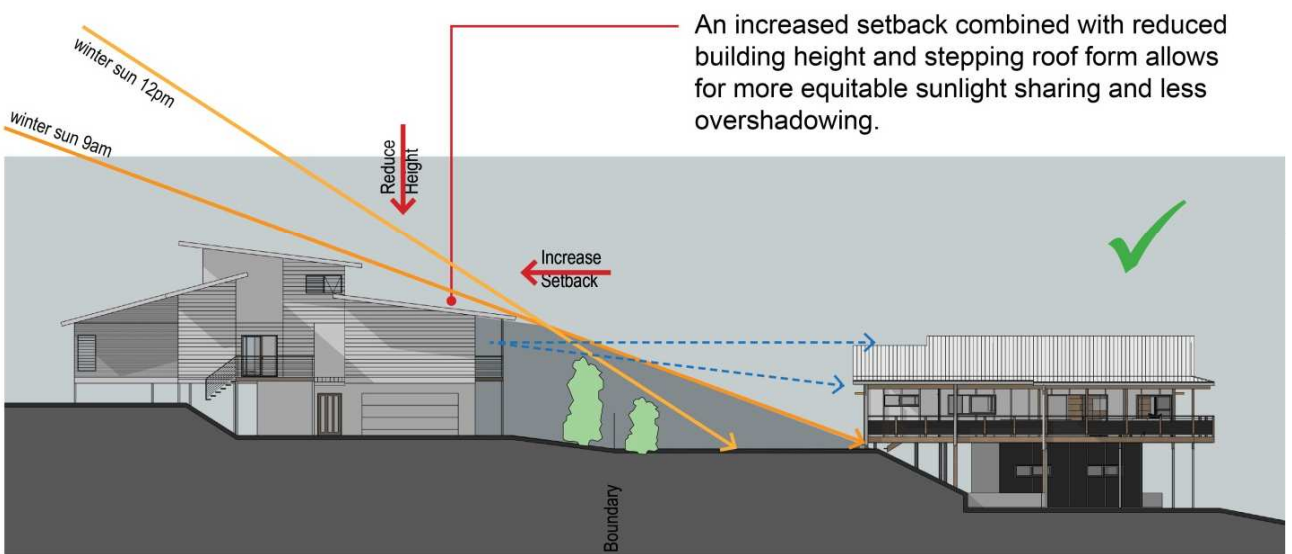 An increased setback combined with reduced
building height and stepping roof form allows
for more equitable sunlight sharing and less
overshadowing.
winter sun 12pm
winter sun 9am
Reduce
Height
Increase
Setback
Boundary